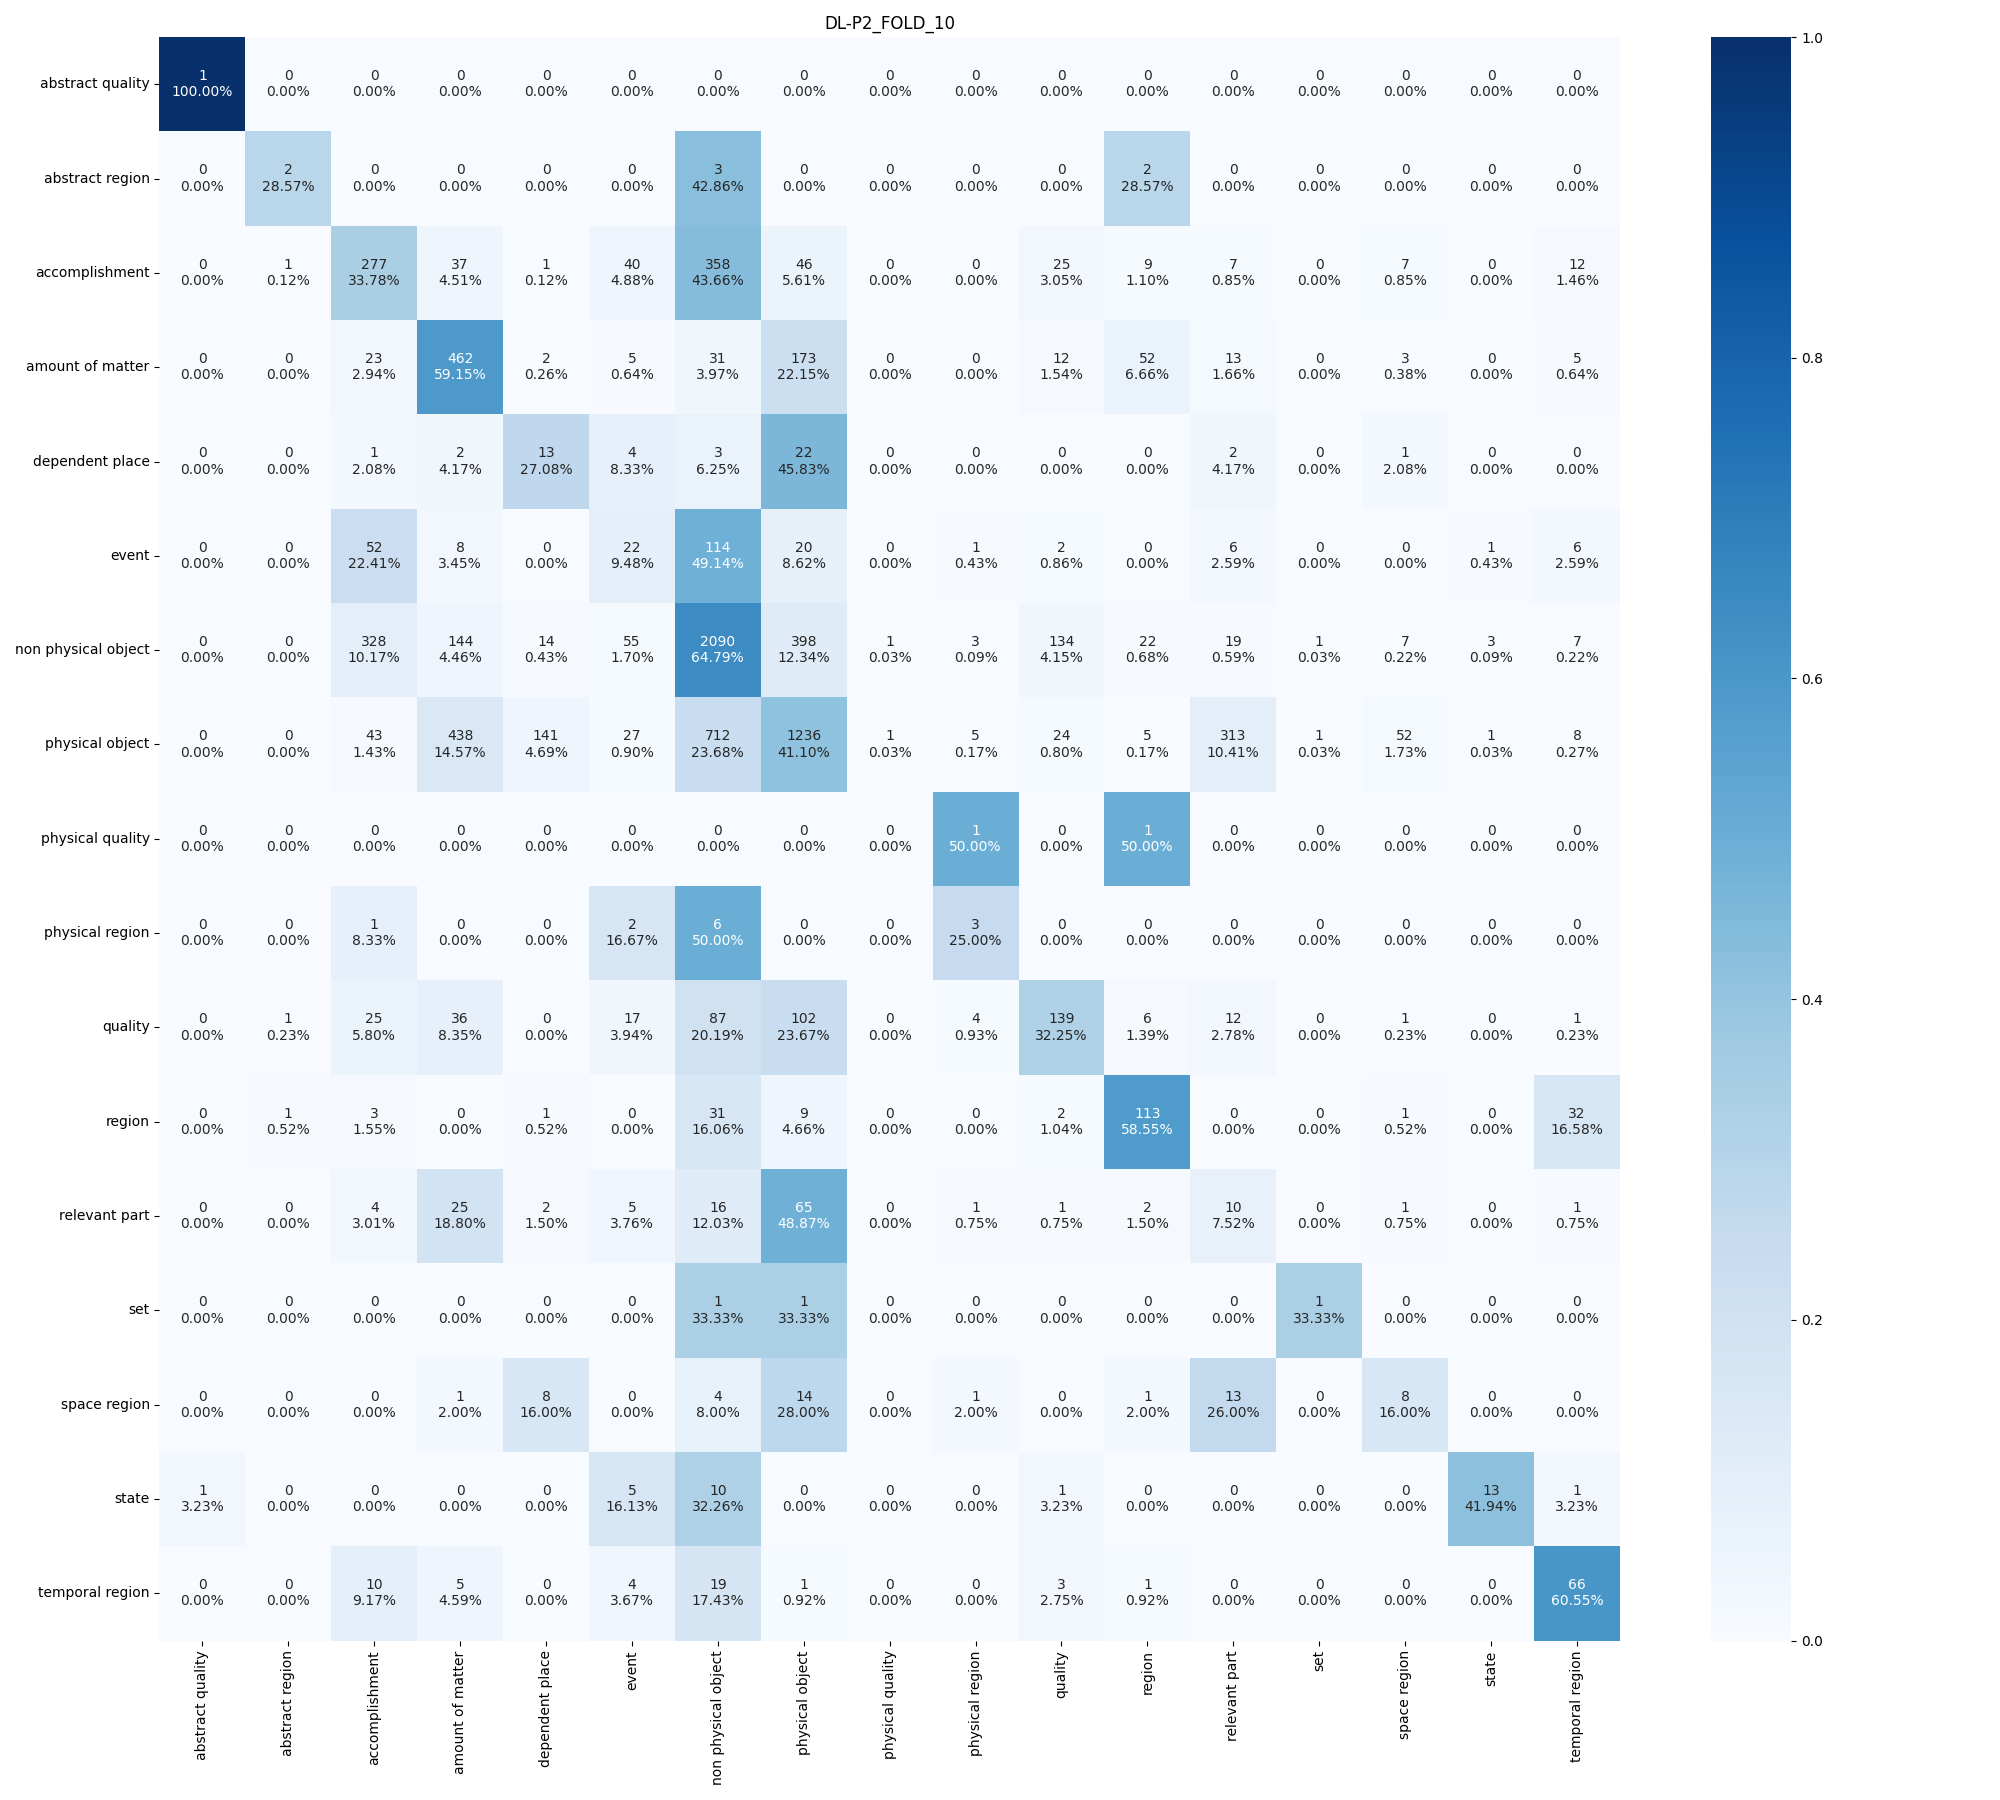 DL-P2_FOLD_10
abstract quality
1 0 0 0 0 0 0 0 0 0 0 0 0 0 0 0 0
100.00% 0.00% 0.00% 0.00% 0.00% 0.00% 0.00% 0.00% 0.00% 0.00% 0.00% 0.00% 0.00% 0.00% 0.00% 0.00% 0.00%
abstract region
0 2 0 0 0 0 3 0 0 0 0 2 0 0 0 0 0
0.00% 28.57% 0.00% 0.00% 0.00% 0.00% 42.86% 0.00% 0.00% 0.00% 0.00% 28.57% 0.00% 0.00% 0.00% 0.00% 0.00%
accomplishment
0 1 277 37 1 40 358 46 0 0 25 9 7 0 7 0 12
0.00% 0.12% 33.78% 4.51% 0.12% 4.88% 43.66% 5.61% 0.00% 0.00% 3.05% 1.10% 0.85% 0.00% 0.85% 0.00% 1.46%
amount of matter
0 0 23 462 2 5 31 173 0 0 12 52 13 0 3 0 5
0.00% 0.00% 2.94% 59.15% 0.26% 0.64% 3.97% 22.15% 0.00% 0.00% 1.54% 6.66% 1.66% 0.00% 0.38% 0.00% 0.64%
dependent place
0 0 1 2 13 4 3 22 0 0 0 0 2 0 1 0 0
0.00% 0.00% 2.08% 4.17% 27.08% 8.33% 6.25% 45.83% 0.00% 0.00% 0.00% 0.00% 4.17% 0.00% 2.08% 0.00% 0.00%
event
0 0 52 8 0 22 114 20 0 1 2 0 6 0 0 1 6
0.00% 0.00% 22.41% 3.45% 0.00% 9.48% 49.14% 8.62% 0.00% 0.43% 0.86% 0.00% 2.59% 0.00% 0.00% 0.43% 2.59%
non physical object
0 0 328 144 14 55 2090 398 1 3 134 22 19 1 7 3 7
0.00% 0.00% 10.17% 4.46% 0.43% 1.70% 64.79% 12.34% 0.03% 0.09% 4.15% 0.68% 0.59% 0.03% 0.22% 0.09% 0.22%
physical object
0 0 43 438 141 27 712 1236 1 5 24 5 313 1 52 1 8
0.00% 0.00% 1.43% 14.57% 4.69% 0.90% 23.68% 41.10% 0.03% 0.17% 0.80% 0.17% 10.41% 0.03% 1.73% 0.03% 0.27%
physical quality
0 0 0 0 0 0 0 0 0 1 0 1 0 0 0 0 0
0.00% 0.00% 0.00% 0.00% 0.00% 0.00% 0.00% 0.00% 0.00% 50.00% 0.00% 50.00% 0.00% 0.00% 0.00% 0.00% 0.00%
physical region
0 0 1 0 0 2 6 0 0 3 0 0 0 0 0 0 0
0.00% 0.00% 8.33% 0.00% 0.00% 16.67% 50.00% 0.00% 0.00% 25.00% 0.00% 0.00% 0.00% 0.00% 0.00% 0.00% 0.00%
quality
0 1 25 36 0 17 87 102 0 4 139 6 12 0 1 0 1
0.00% 0.23% 5.80% 8.35% 0.00% 3.94% 20.19% 23.67% 0.00% 0.93% 32.25% 1.39% 2.78% 0.00% 0.23% 0.00% 0.23%
region
0 1 3 0 1 0 31 9 0 0 2 113 0 0 1 0 32
0.00% 0.52% 1.55% 0.00% 0.52% 0.00% 16.06% 4.66% 0.00% 0.00% 1.04% 58.55% 0.00% 0.00% 0.52% 0.00% 16.58%
relevant part
0 0 4 25 2 5 16 65 0 1 1 2 10 0 1 0 1
0.00% 0.00% 3.01% 18.80% 1.50% 3.76% 12.03% 48.87% 0.00% 0.75% 0.75% 1.50% 7.52% 0.00% 0.75% 0.00% 0.75%
set
0 0 0 0 0 0 1 1 0 0 0 0 0 1 0 0 0
0.00% 0.00% 0.00% 0.00% 0.00% 0.00% 33.33% 33.33% 0.00% 0.00% 0.00% 0.00% 0.00% 33.33% 0.00% 0.00% 0.00%
space region
0 0 0 1 8 0 4 14 0 1 0 1 13 0 8 0 0
0.00% 0.00% 0.00% 2.00% 16.00% 0.00% 8.00% 28.00% 0.00% 2.00% 0.00% 2.00% 26.00% 0.00% 16.00% 0.00% 0.00%
state
1 0 0 0 0 5 10 0 0 0 1 0 0 0 0 13 1
3.23% 0.00% 0.00% 0.00% 0.00% 16.13% 32.26% 0.00% 0.00% 0.00% 3.23% 0.00% 0.00% 0.00% 0.00% 41.94% 3.23%
temporal region
0 0 10 5 0 4 19 1 0 0 3 1 0 0 0 0 66
0.00% 0.00% 9.17% 4.59% 0.00% 3.67% 17.43% 0.92% 0.00% 0.00% 2.75% 0.92% 0.00% 0.00% 0.00% 0.00% 60.55%
abstract quality
abstract region
accomplishment
amount of matter
dependent place
event
non physical object
physical object
physical quality
physical region
quality
region
relevant part
set
space region
state
temporal region
1.0
0.8
0.6
0.4
0.2
0.0